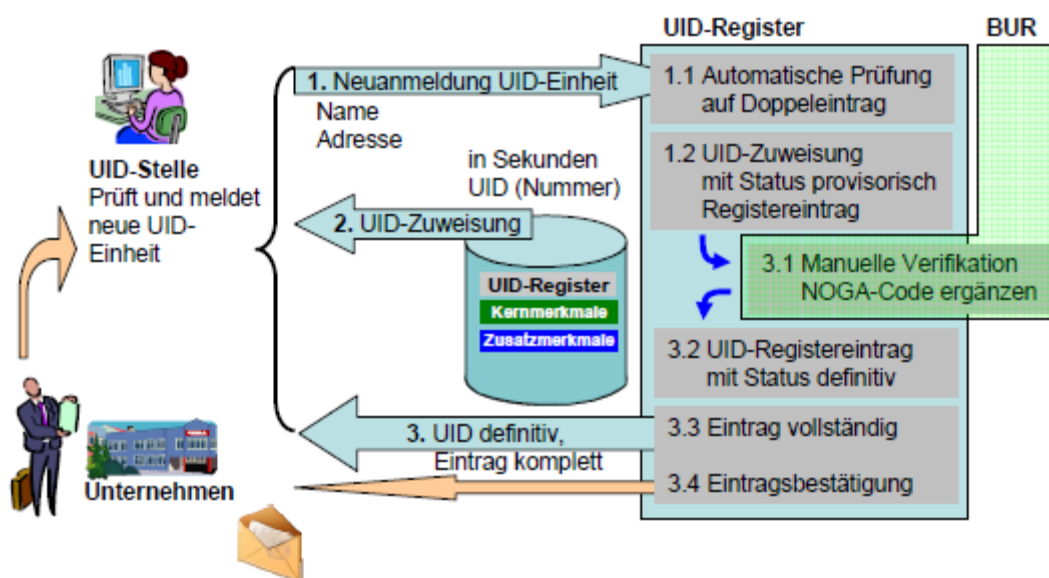 UID-Register
BUR
1. Neuanmeldung UID-Einheit
Name
Adresse
1.1 Automatische Prüfung
auf Doppeleintrag
UID-Stelle
Prüft und meldet
neue UID-
Einheit
in Sekunden
UID (Nummer)
1.2 UID-Zuweisung
mit Status provisorisch
Registereintrag
2. UID-Zuweisung
3.1 Manuelle Verifikation
NOGA-Code ergänzen
UID-Register
Kernmerkmale
Zusatzmerkmale
3.2 UID-Registereintrag
mit Status definitiv
3. UID definitiv,
Eintrag komplett
3.3 Eintrag vollständig
3.4 Eintragsbestätigung
Unternehmen